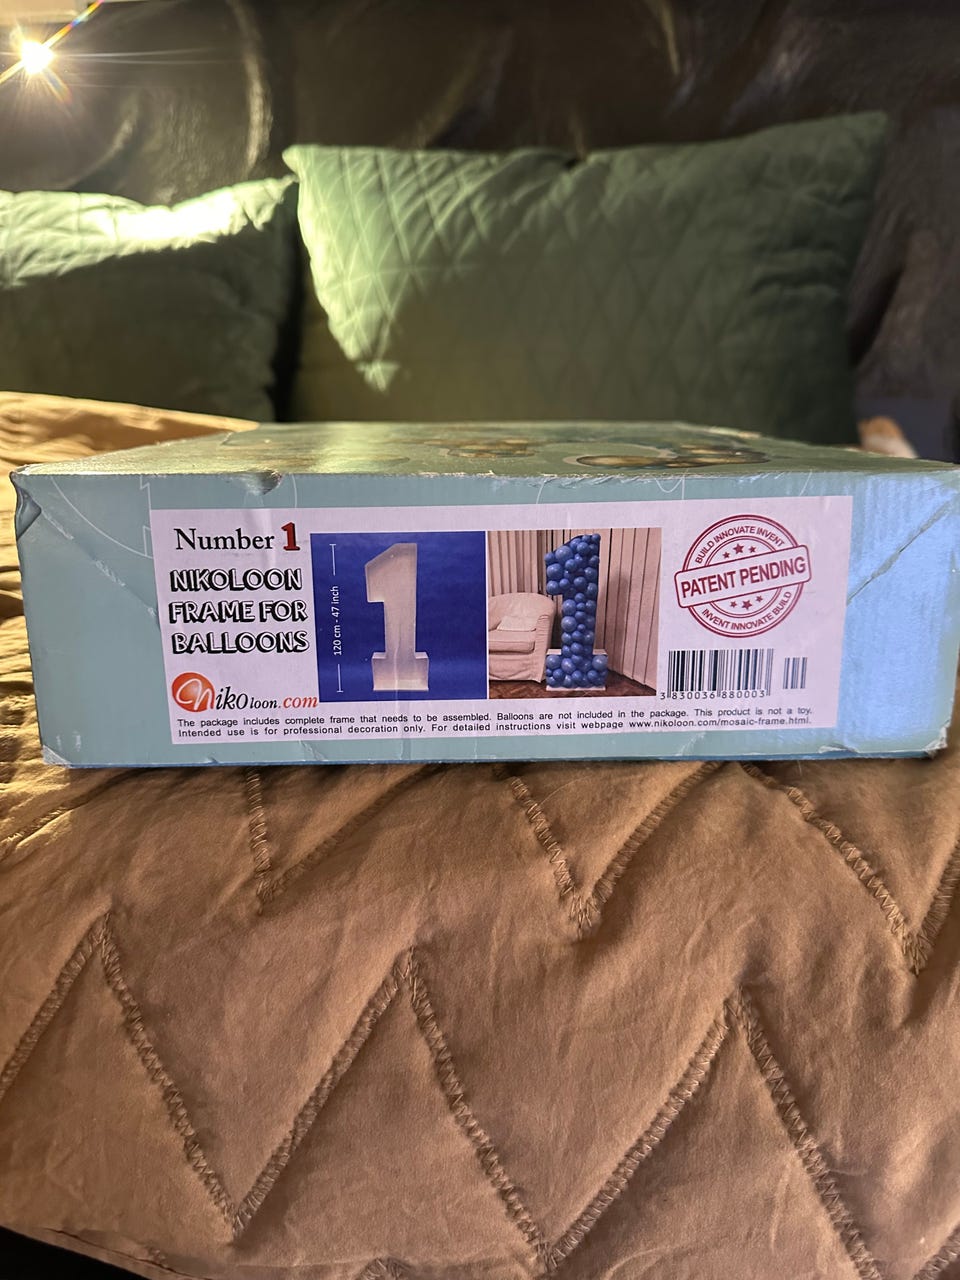 Number 1
NIKOLOON
FRAME FOR
BALLOONS
Nikoloon.com
120 cm - 47 inch
BUILD INNOVATE INVENT
PATENT PENDING
INVENT INNOVATE BUILD
3 830036 880003
The package includes complete frame that needs to be assembled. Balloons are not included in the package. This product is not a toy.
Intended use is for professional decoration only. For detailed instructions visit webpage www.nikoloon.com/mosaic-frame.html.